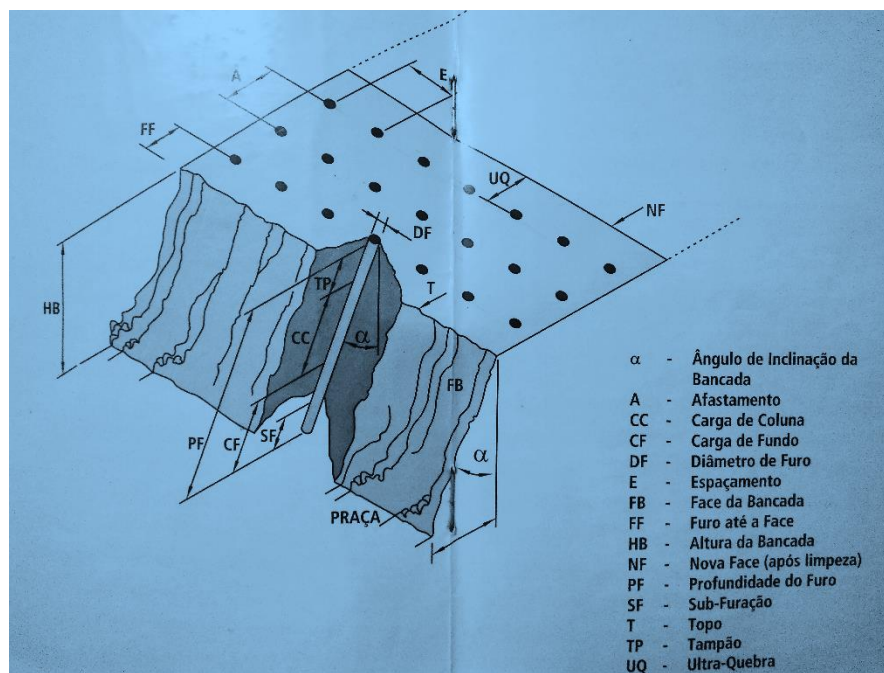 A
E
FF
UQ
NF
DF
HB
TP
T
CC
α
FB
PF
CF
SF
α
PRAÇA
α - Ângulo de Inclinação da
Bancada
A - Afastamento
CC - Carga de Coluna
CF - Carga de Fundo
DF - Diâmetro de Furo
E - Espaçamento
FB - Face da Bancada
FF - Furo até a Face
HB - Altura da Bancada
NF - Nova Face (após limpeza)
PF - Profundidade do Furo
SF - Sub-Furação
T - Topo
TP - Tampão
UQ - Ultra-Quebra